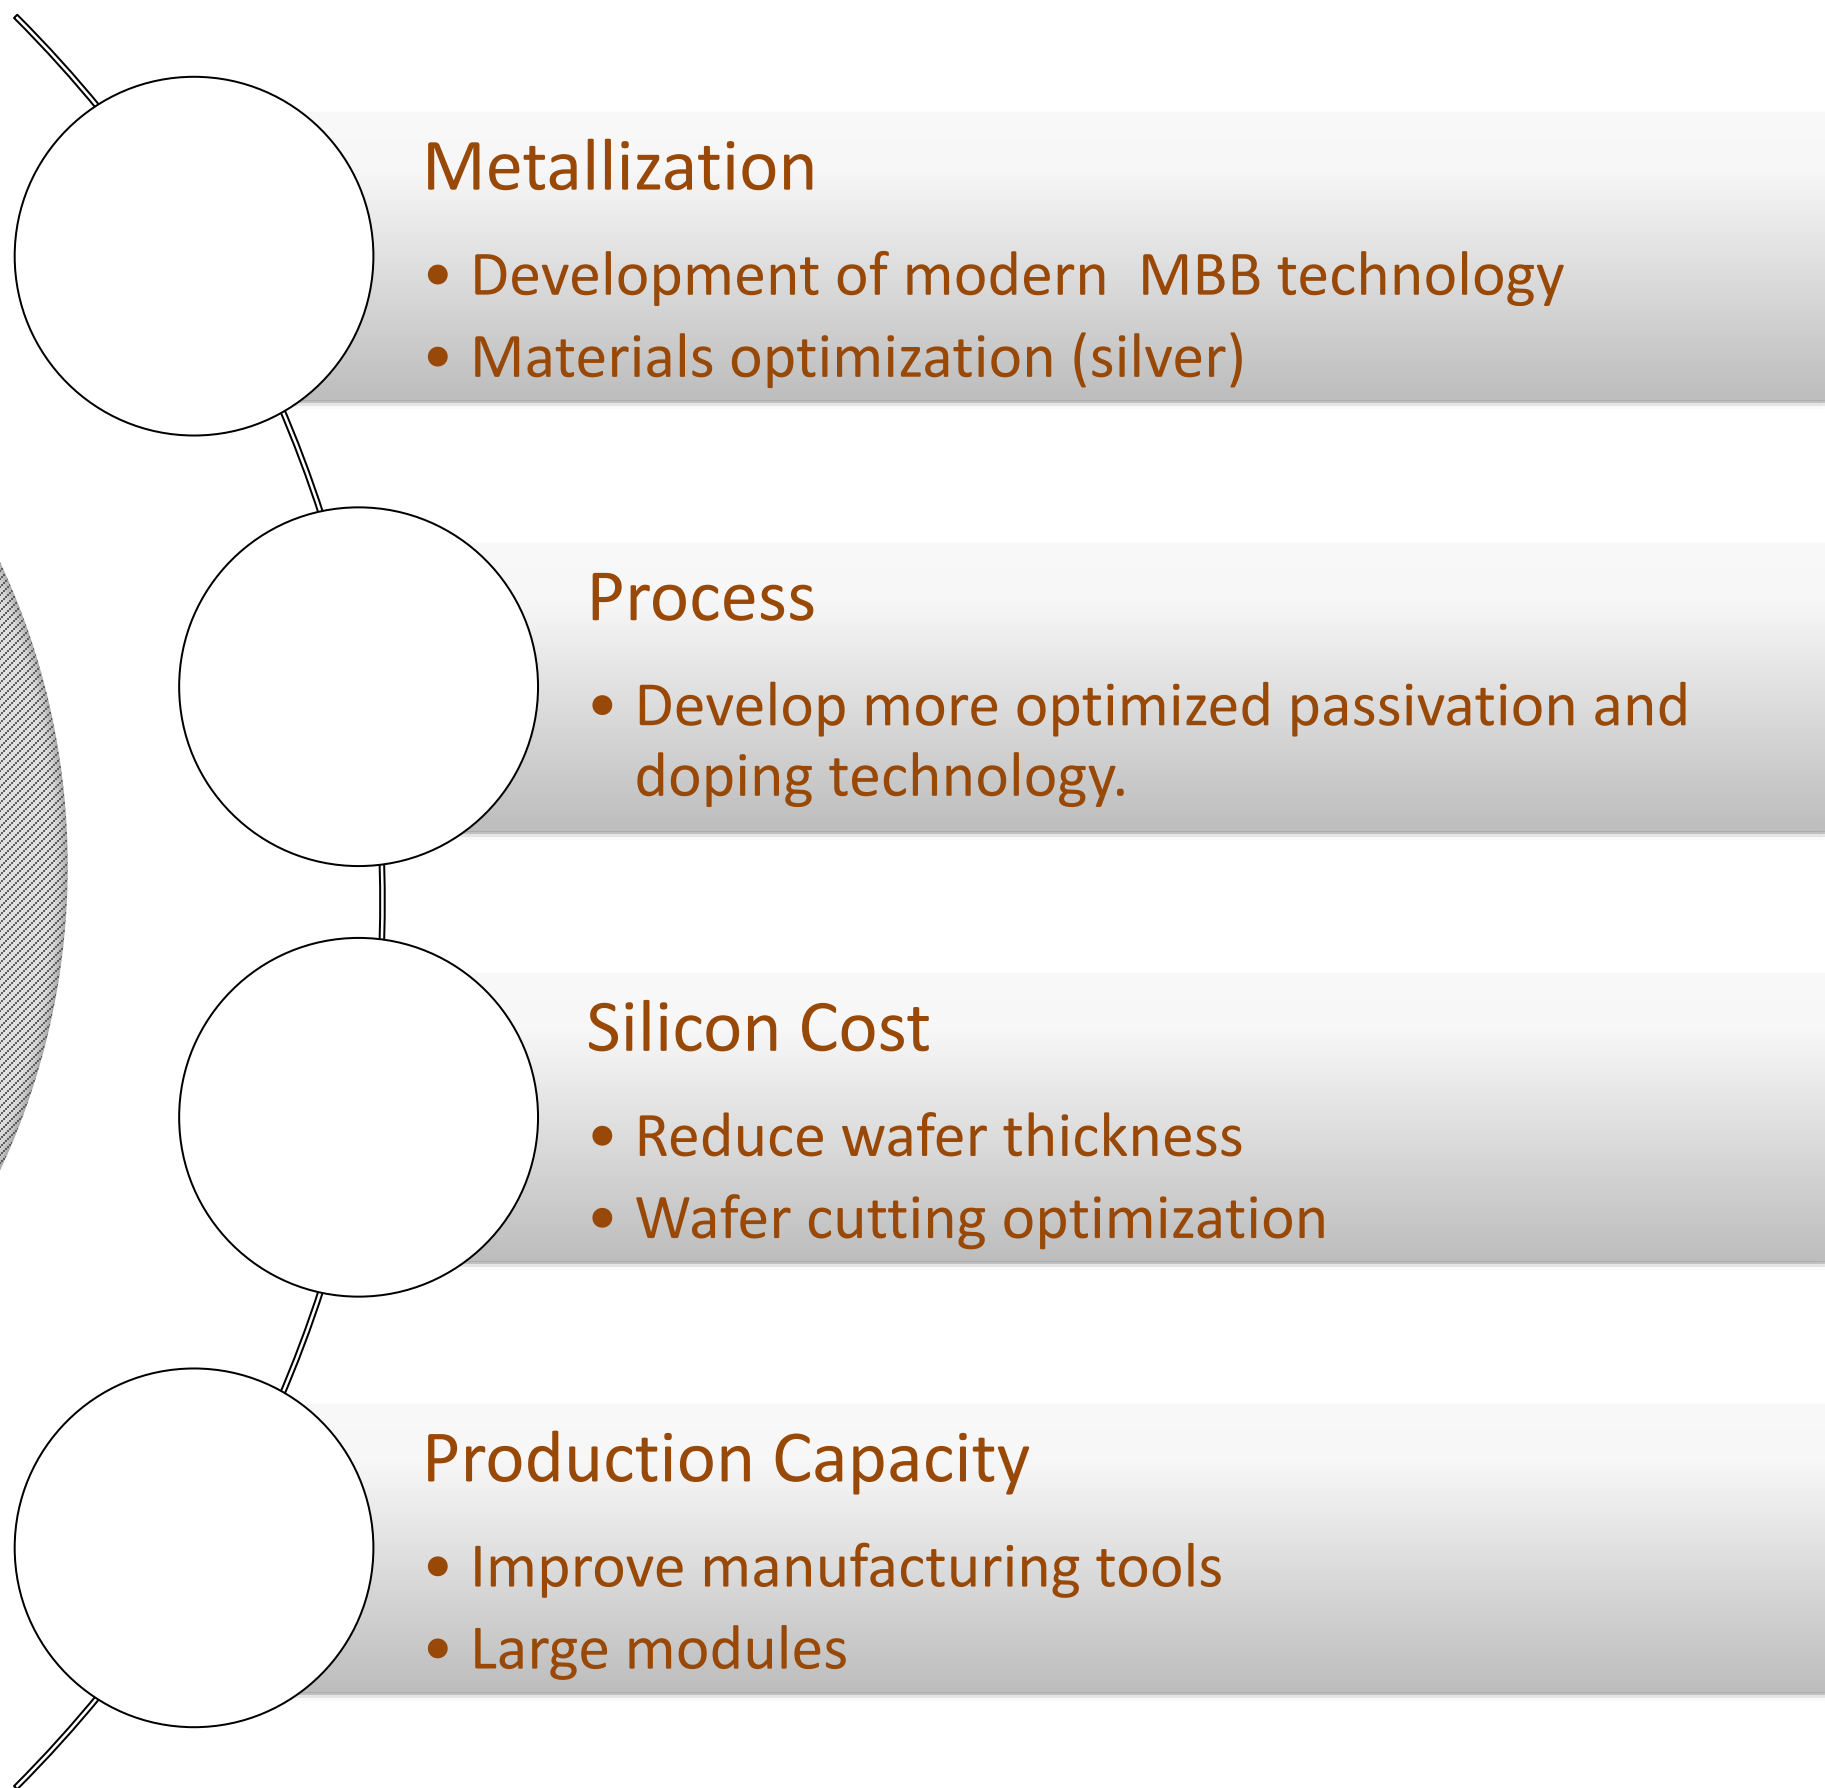 Metallization
• Development of modern  MBB technology
• Materials optimization (silver)
Process
• Develop more optimized passivation and
doping technology.
Silicon Cost
• Reduce wafer thickness
• Wafer cutting optimization
Production Capacity
• Improve manufacturing tools
• Large modules